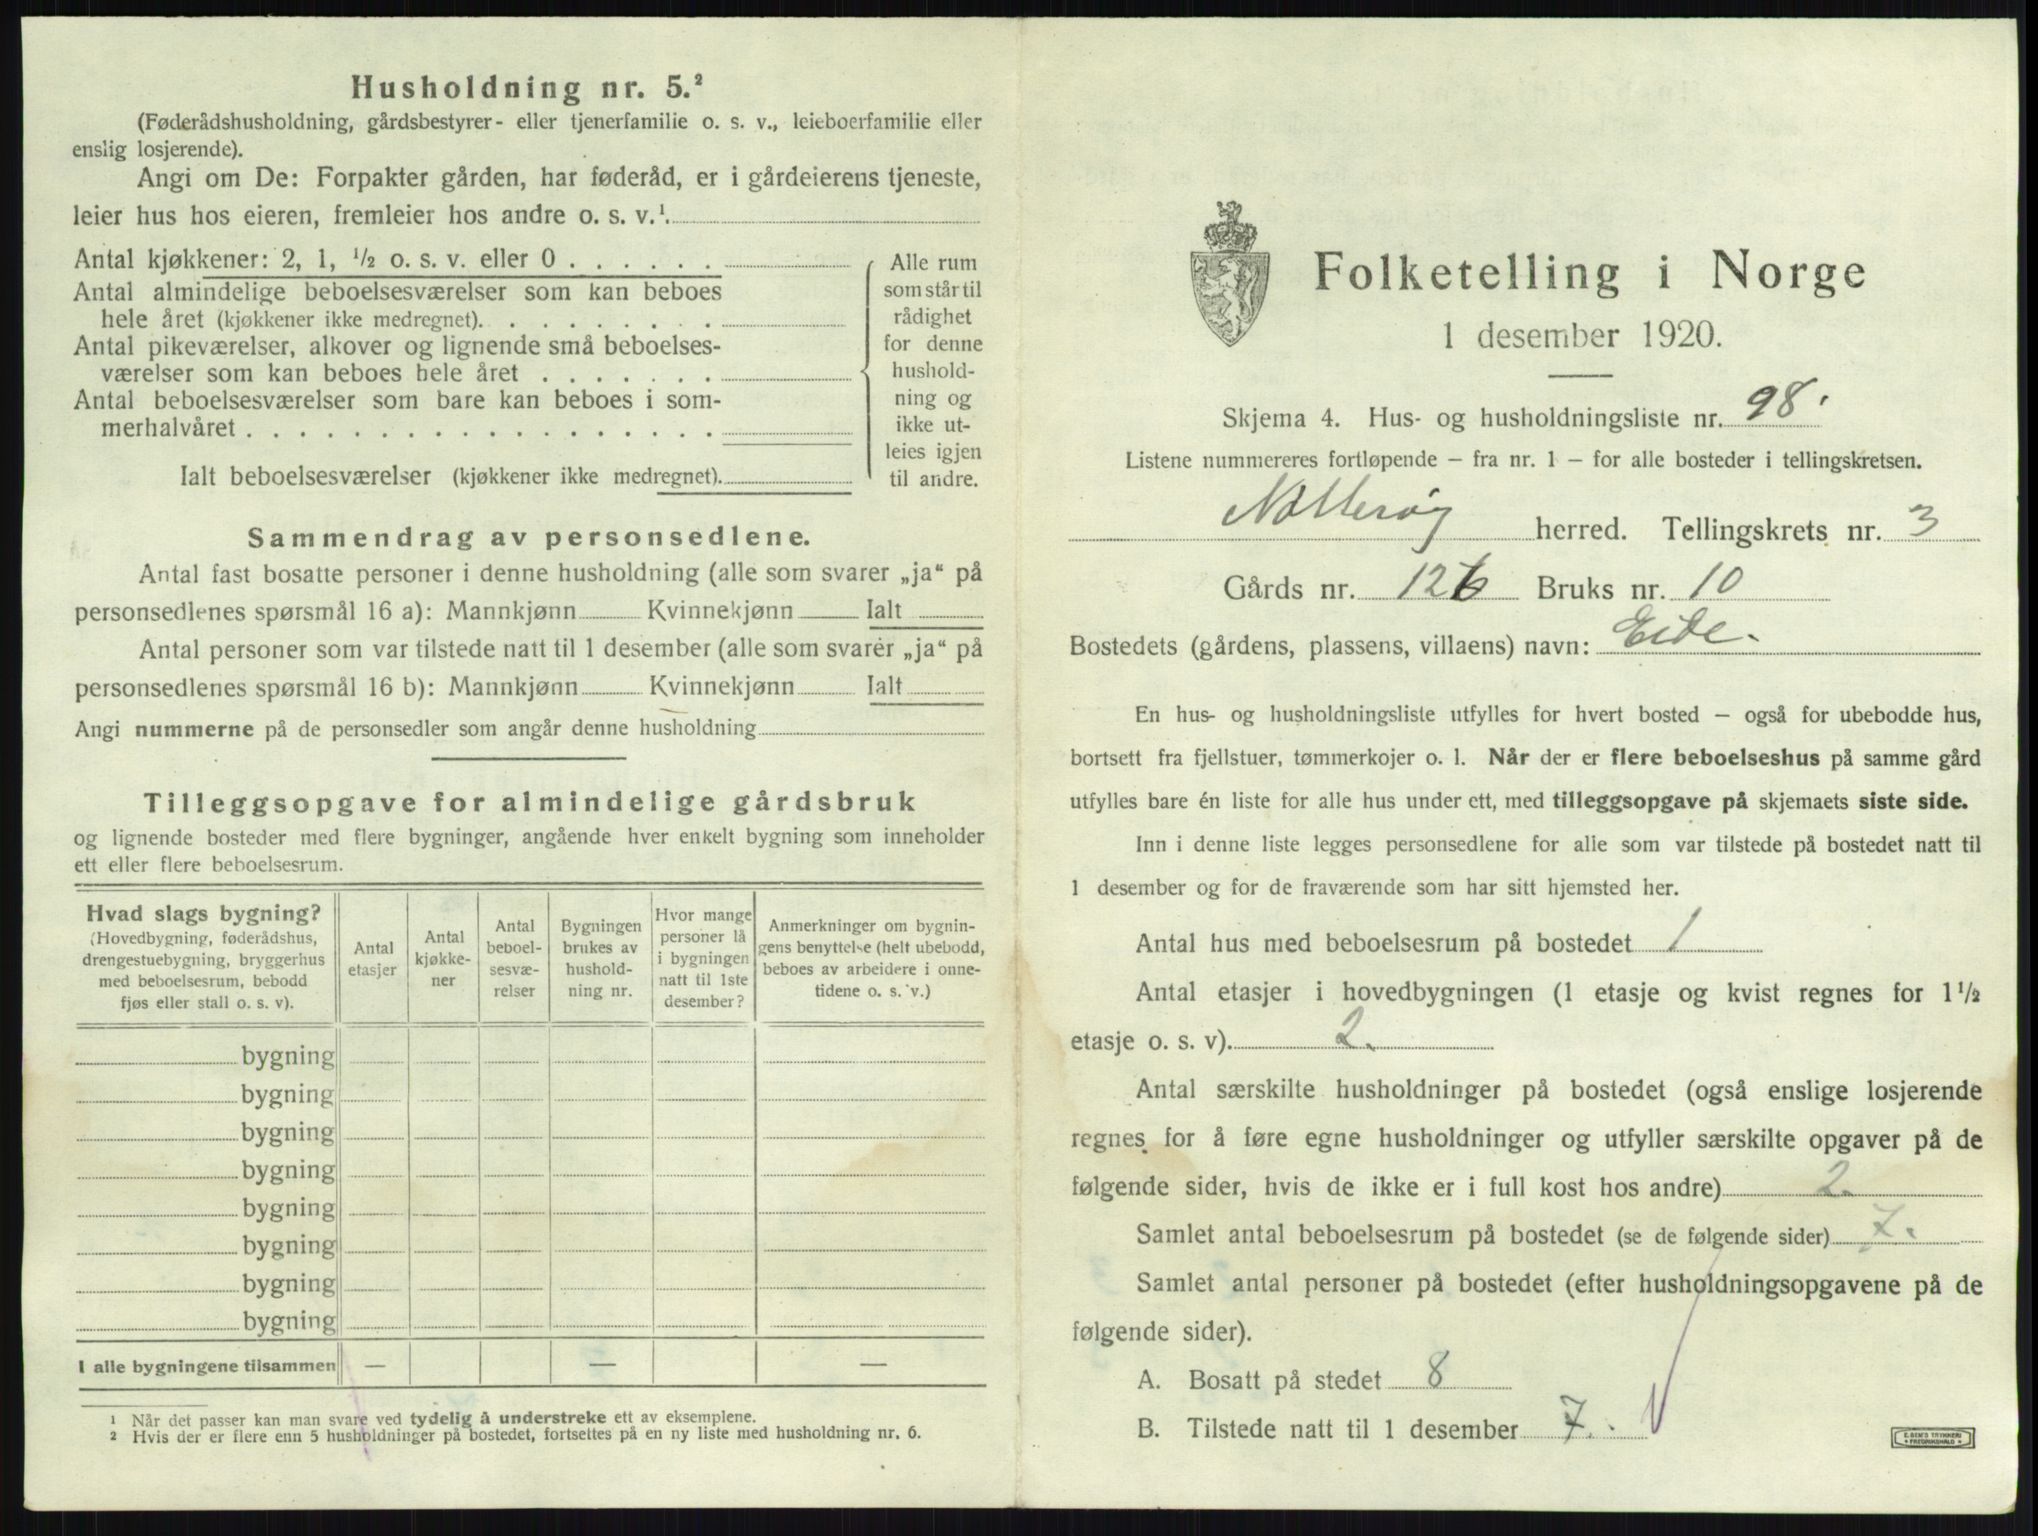 Husholdning nr. 5.²
(Føderådshusholdning, gårdsbestyrer- eller tjenerfamilie o. s. v., leieboerfamilie eller
enslig losjerende).
Angi om De: Forpakter gården, har føderåd, er i gårdeierens tjeneste,
leier hus hos eieren, fremleier hos andre o. s. v.¹.
Antal kjøkkener: 2, 1, ½ o. s. v. eller 0 . . . . . .
Antal almindelige beboelsesværelser som kan beboes
hele året (kjøkkener ikke medregnet). . . . . . . . .
Antal pikeværelser, alkover og lignende små beboelses-
værelser som kan beboes hele året . . . . . . .
Antal beboelsesværelser som bare kan beboes i som-
merhalvåret . . . . . . . . . . . . . . . . . .
Ialt beboelsesværelser (kjøkkener ikke medregnet).
Alle rum
som står til
rådighet
for denne
hushold-
ning og
ikke ut-
leies igjen
til andre.
Sammendrag av personsedlene.
Antal fast bosatte personer i denne husholdning (alle som svarer „ja“ på
personsedlenes spørsmål 16 a): Mannkjønn Kvinnekjønn Ialt
Antal personer som var tilstede natt til 1 desember (alle som svarer „ja“ på
personsedlenes spørsmål 16 b): Mannkjønn Kvinnekjønn Ialt
Angi nummerne på de personsedler som angår denne husholdning
Tilleggsopgave for almindelige gårdsbruk
og lignende bosteder med flere bygninger, angående hver enkelt bygning som inneholder
ett eller flere beboelsesrum.
Hvad slags bygning?
(Hovedbygning, føderådshus,
drengestuebygning, bryggerhus
med beboelsesrum, bebodd
fjøs eller stall o. s. v).
Antal
etasjer
Antal
kjøkke-
ner
Antal
beboel-
sesvæ-
relser
Bygningen
brukes av
hushold-
ning nr.
Hvor mange
personer lå
i bygningen
natt til 1ste
desember?
Anmerkninger om bygnin-
gens benyttelse (helt ubebodd,
beboes av arbeidere i onne-
tidene o. s. v.)
bygning
bygning
bygning
bygning
bygning
bygning
bygning
bygning
I alle bygningene tilsammen — — —
¹ Når det passer kan man svare ved tydelig å understreke ett av eksemplene.
² Hvis der er flere enn 5 husholdninger på bostedet, fortsettes på en ny liste med husholdning nr. 6.
Folketelling i Norge
1 desember 1920.
Skjema 4. Hus- og husholdningsliste nr. 98.
Listene nummereres fortløpende — fra nr. 1 — for alle bosteder i tellingskretsen.
Nøtterøy herred. Tellingskrets nr. 3
Gårds nr. 126 Bruks nr. 10
Bostedets (gårdens, plassens, villaens) navn: Eide.
En hus- og husholdningsliste utfylles for hvert bosted — også for ubebodde hus,
bortsett fra fjellstuer, tømmerkojer o. l. Når der er flere beboelseshus på samme gård
utfylles bare én liste for alle hus under ett, med tilleggsopgave på skjemaets siste side.
Inn i denne liste legges personsedlene for alle som var tilstede på bostedet natt til
1 desember og for de fraværende som har sitt hjemsted her.
Antal hus med beboelsesrum på bostedet 1
Antal etasjer i hovedbygningen (1 etasje og kvist regnes for 1½
etasje o. s. v). 2.
Antal særskilte husholdninger på bostedet (også enslige losjerende
regnes for å føre egne husholdninger og utfyller særskilte opgaver på de
følgende sider, hvis de ikke er i full kost hos andre) 2.
Samlet antal beboelsesrum på bostedet (se de følgende sider) 7.
Samlet antal personer på bostedet (efter husholdningsopgavene på de
følgende sider).
A. Bosatt på stedet 8
B. Tilstede natt til 1 desember 7.